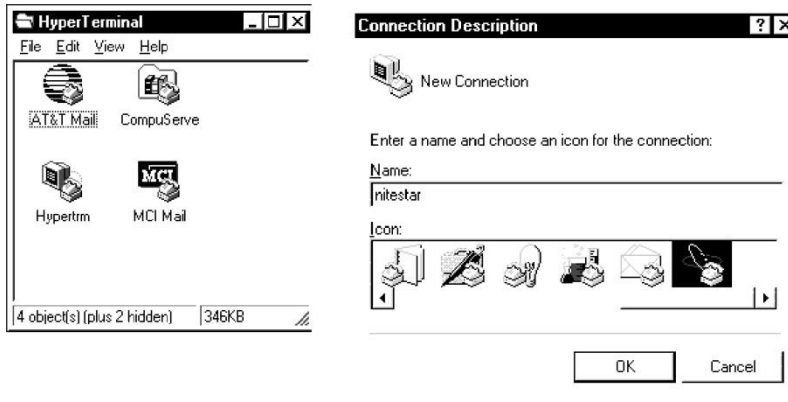 HyperTerminal
File Edit View Help
AT&T Mail
CompuServe
Hypertrm
MCI
MCI Mail
4 object(s) (plus 2 hidden)
346KB
Connection Description
New Connection
Enter a name and choose an icon for the connection:
Name:
nitestar
Icon:
OK
Cancel